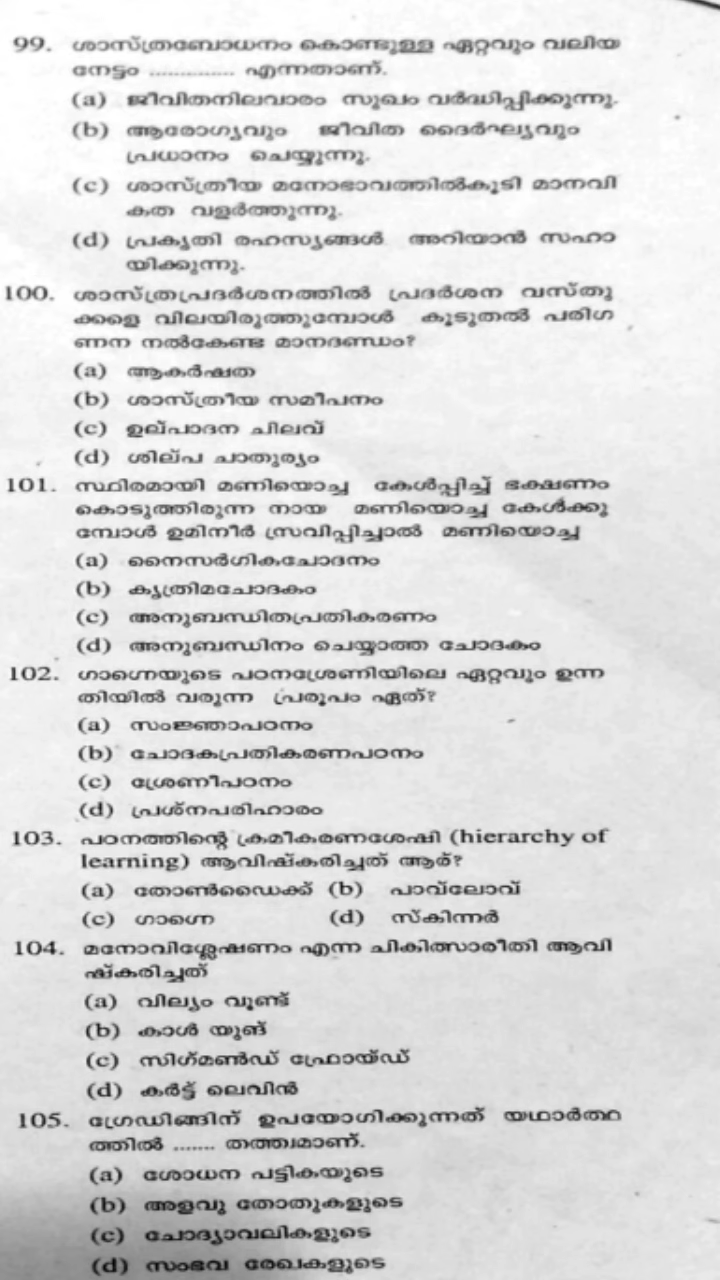 99. ശാസ്ത്രബോധനം കൊണ്ടുള്ള ഏറ്റവും വലിയ
നേട്ടം .............. എന്നതാണ്.
(a) ജീവിതനിലവാരം സുഖം വർദ്ധിപ്പിക്കുന്നു.
(b) ആരോഗ്യവും ജീവിത ദൈർഘ്യവും
പ്രധാനം ചെയ്യുന്നു.
(c) ശാസ്ത്രീയ മനോഭാവത്തിൽകൂടി മാനവി
കത വളർത്തുന്നു.
(d) പ്രകൃതി രഹസ്യങ്ങൾ അറിയാൻ സഹാ
യിക്കുന്നു.
100. ശാസ്ത്രപ്രദർശനത്തിൽ പ്രദർശന വസ്തു
ക്കളെ വിലയിരുത്തുമ്പോൾ കൂടുതൽ പരിഗ
ണന നൽകേണ്ട മാനദണ്ഡം?
(a) ആകർഷത
(b) ശാസ്ത്രീയ സമീപനം
(c) ഉല്പാദന ചിലവ്
(d) ശില്പ ചാതുര്യം
101. സ്ഥിരമായി മണിയൊച്ച കേൾപ്പിച്ച് ഭക്ഷണം
കൊടുത്തിരുന്ന നായ മണിയൊച്ച കേൾക്കു
മ്പോൾ ഉമിനീർ സ്രവിപ്പിച്ചാൽ മണിയൊച്ച
(a) നൈസർഗികചോദനം
(b) കൃത്രിമചോദകം
(c) അനുബന്ധിതപ്രതികരണം
(d) അനുബന്ധിനം ചെയ്യാത്ത ചോദകം
102. ഗാഗ്നെയുടെ പഠനശ്രേണിയിലെ ഏറ്റവും ഉന്ന
തിയിൽ വരുന്ന പ്രരൂപം ഏത്?
(a) സംജ്ഞാപഠനം
(b) ചോദകപ്രതികരണപഠനം
(c) ശ്രേണീപഠനം
(d) പ്രശ്നപരിഹാരം
103. പഠനത്തിന്റെ ക്രമീകരണശേഷി (hierarchy of
learning) ആവിഷ്കരിച്ചത് ആര്?
(a) തോൺഡൈക്ക് (b) പാവ്‌ലോവ്
(c) ഗാഗ്നെ (d) സ്കിന്നർ
104. മനോവിശ്ലേഷണം എന്ന ചികിത്സാരീതി ആവി
ഷ്കരിച്ചത്
(a) വില്യം വൂണ്ട്
(b) കാൾ യുങ്
(c) സിഗ്മൺഡ് ഫ്രോയ്ഡ്
(d) കർട്ട് ലെവിൻ
105. ഗ്രേഡിങ്ങിന് ഉപയോഗിക്കുന്നത് യഥാർത്ഥ
ത്തിൽ ....... തത്ത്വമാണ്.
(a) ശോധന പട്ടികയുടെ
(b) അളവു തോതുകളുടെ
(c) ചോദ്യാവലികളുടെ
(d) സംഭവ രേഖകളുടെ